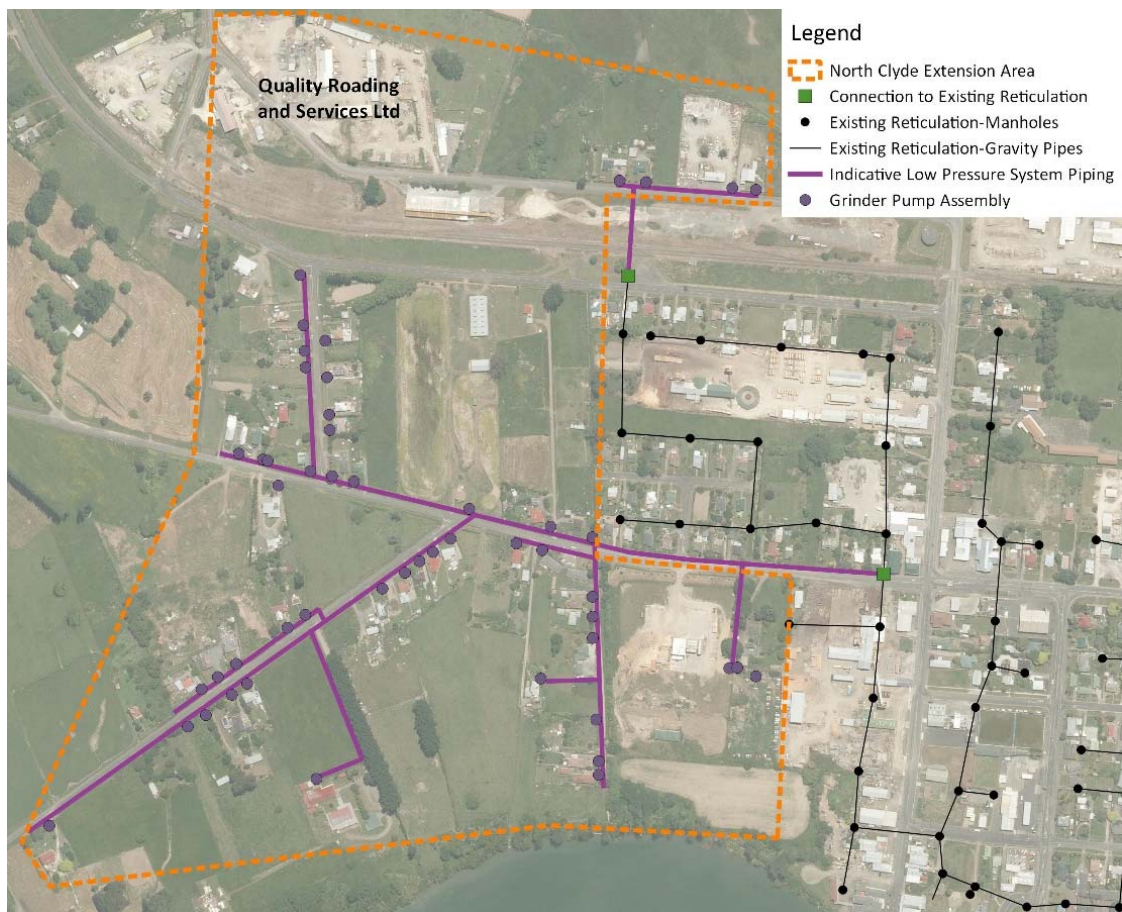 Quality Roading
and Services Ltd
Legend
North Clyde Extension Area
Connection to Existing Reticulation
Existing Reticulation-Manholes
Existing Reticulation-Gravity Pipes
Indicative Low Pressure System Piping
Grinder Pump Assembly